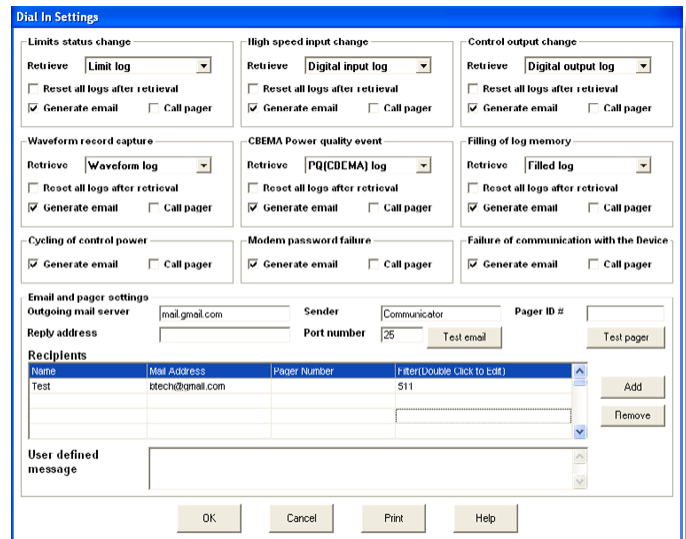 Dial In Settings
Limits status change High speed input change Control output change
Retrieve Limit log Retrieve Digital input log Retrieve Digital output log
Reset all logs after retrieval Reset all logs after retrieval Reset all logs after retrieval
Generate email Call pager Generate email Call pager Generate email Call pager
Waveform record capture CBEMA Power quality event Filling of log memory
Retrieve Waveform log Retrieve PQ(CBEMA) log Retrieve Filled log
Reset all logs after retrieval Reset all logs after retrieval Reset all logs after retrieval
Generate email Call pager Generate email Call pager Generate email Call pager
Cycling of control power Modem password failure Failure of communication with the Device
Generate email Call pager Generate email Call pager Generate email Call pager
Email and pager settings
Outgoing mail server mail.gmail.com Sender Communicator Pager ID #
Reply address Port number 25 Test email Test pager
Recipients
Name Mail Address Pager Number Filter(Double Click to Edit)
Test btech@gmail.com 511
Add
Remove
User defined
message
OK Cancel Print Help